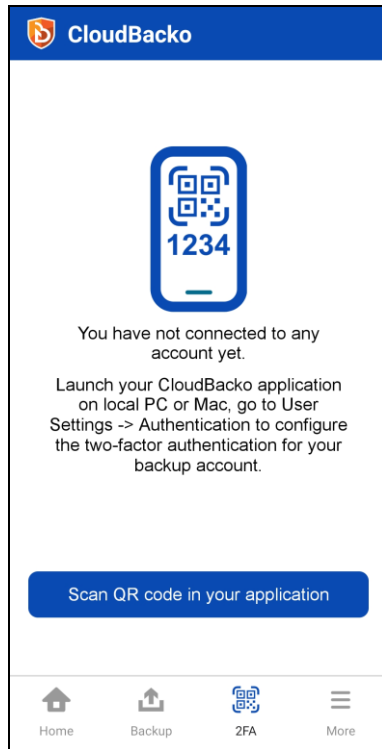 CloudBacko
1234
You have not connected to any
account yet.
Launch your CloudBacko application
on local PC or Mac, go to User
Settings -> Authentication to configure
the two-factor authentication for your
backup account.
Scan QR code in your application
Home
Backup
2FA
More